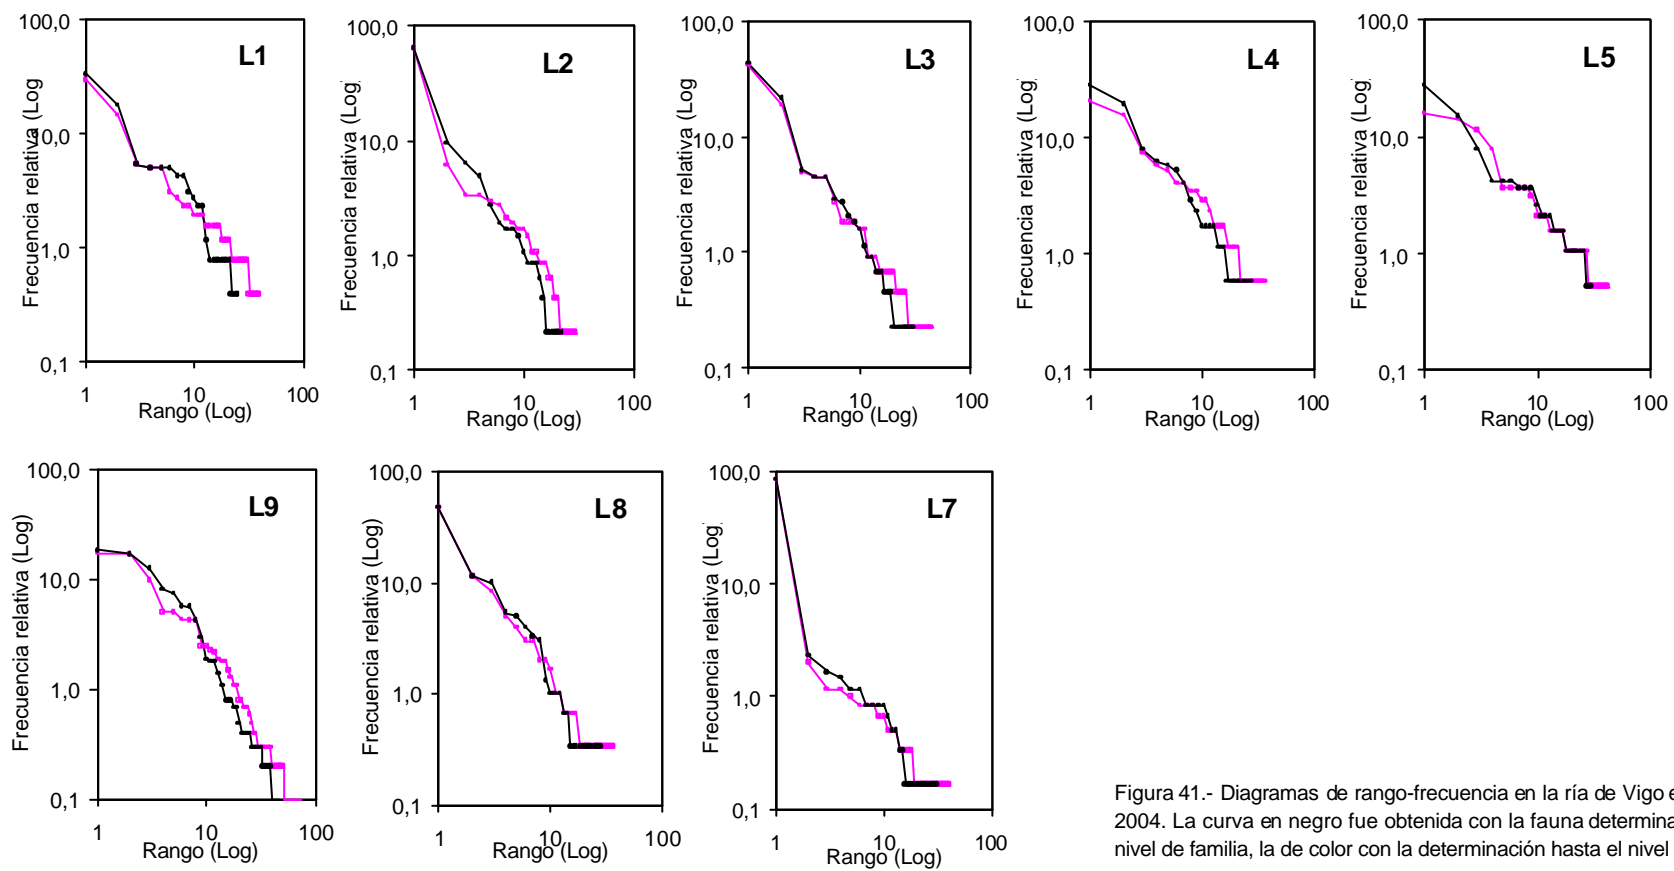 100,0
10,0
1,0
0,1
1
10
100
Frecuencia relativa (Log
Rango (Log)
L1
100,0
10,0
1,0
0,1
1
10
100
Frecuencia relativa (Log
Rango (Log)
L2
100,0
10,0
1,0
0,1
1
10
100
Frecuencia relativa (Log
Rango (Log)
L3
100,0
10,0
1,0
0,1
1
10
100
Frecuencia relativa (Log
Rango (Log)
L4
100,0
10,0
1,0
0,1
1
10
100
Frecuencia relativa (Log
Rango (Log)
L5
100,0
10,0
1,0
0,1
1
10
100
Frecuencia relativa (Log)
Rango (Log)
L9
100,0
10,0
1,0
0,1
1
10
100
Frecuencia relativa (Log)
Rango (Log)
L8
100,0
10,0
1,0
0,1
1
10
100
Frecuencia relativa (Log
Rango (Log)
L7
Figura 41.- Diagramas de rango-frecuencia en la ría de Vigo e
2004. La curva en negro fue obtenida con la fauna determina
nivel de familia, la de color con la determinación hasta el nivel